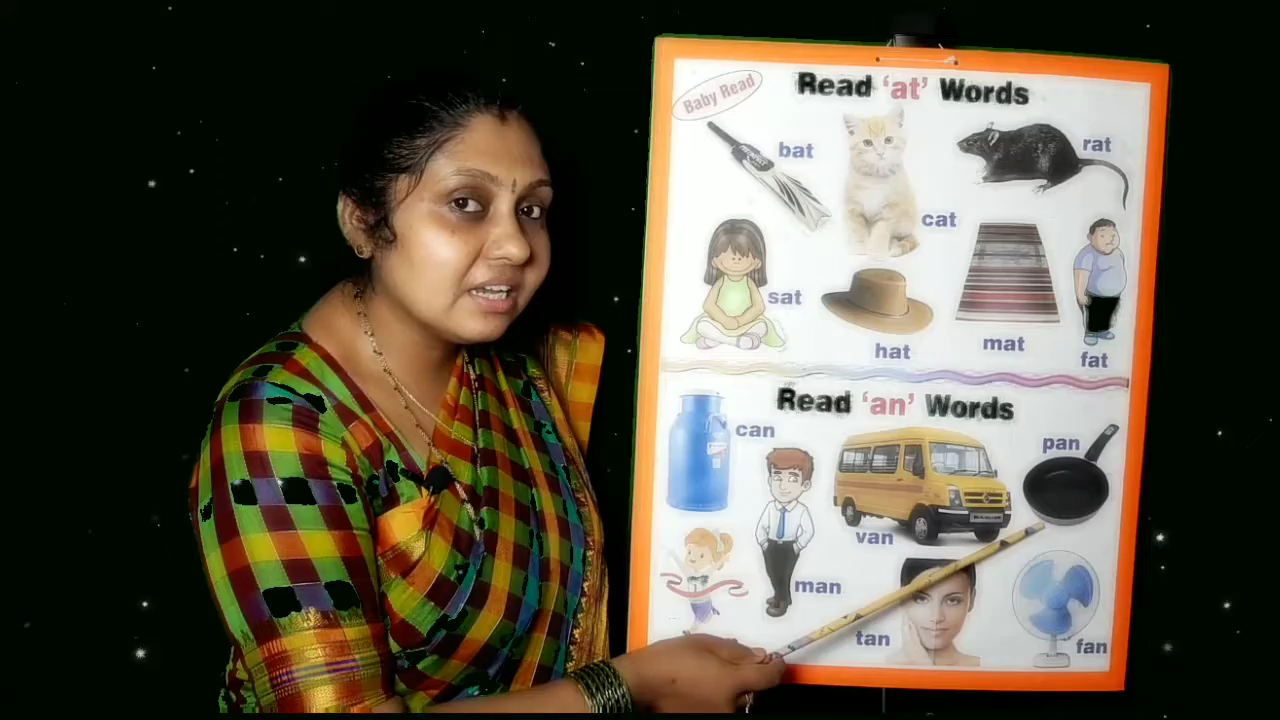 Baby Read
Read 'at' Words
bat
cat
rat
sat
hat
mat
fat
Read 'an' Words
can
man
van
pan
tan
fan